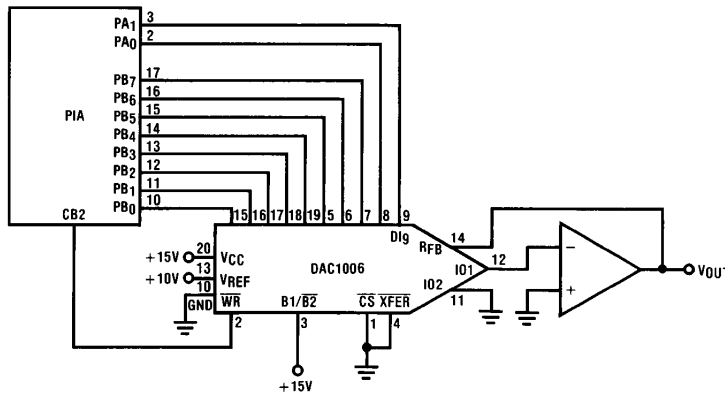 PIA
PA1 3
PA0 2
PB7 17
PB6 16
PB5 15
PB4 14
PB3 13
PB2 12
PB1 11
PB0 10
CB2
15 16 17 18 19 5 6 7 8 9
DI9
+15V 20 VCC
+10V 13 VREF
10 GND
DAC1006
RFB 14
IO1 12
IO2 11
WR B1/B2 CS XFER
2 3 1 4
+15V
−
+
VOUT